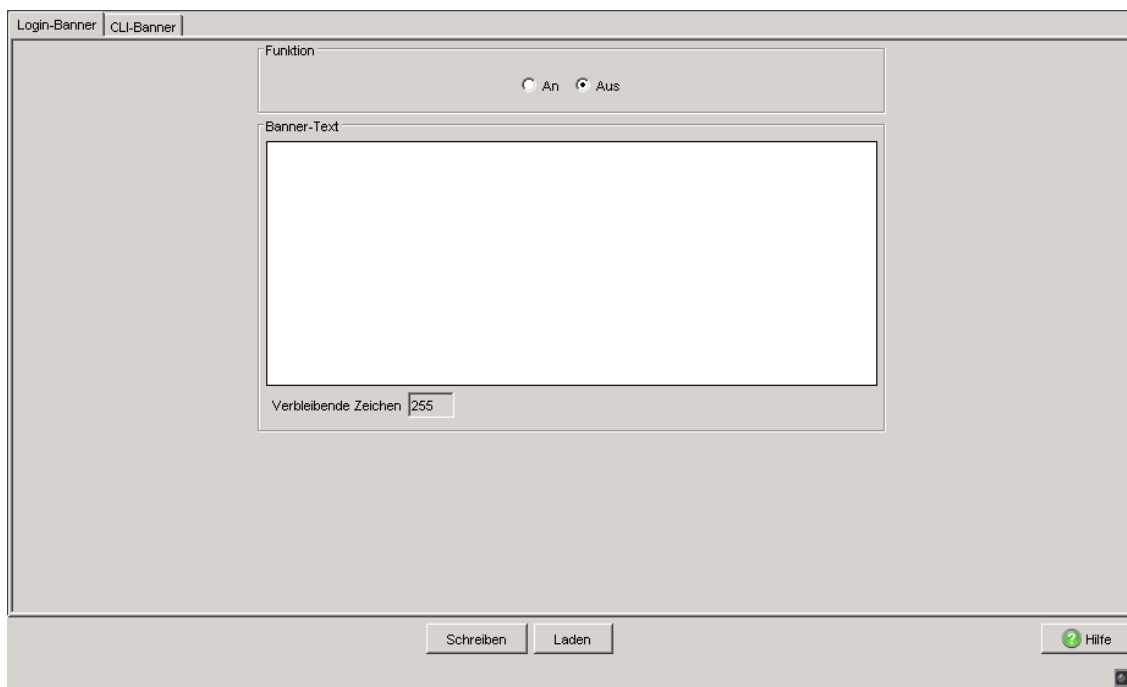 Login-Banner CLI-Banner
Funktion
An Aus
Banner-Text
Verbleibende Zeichen 255
Schreiben Laden Hilfe